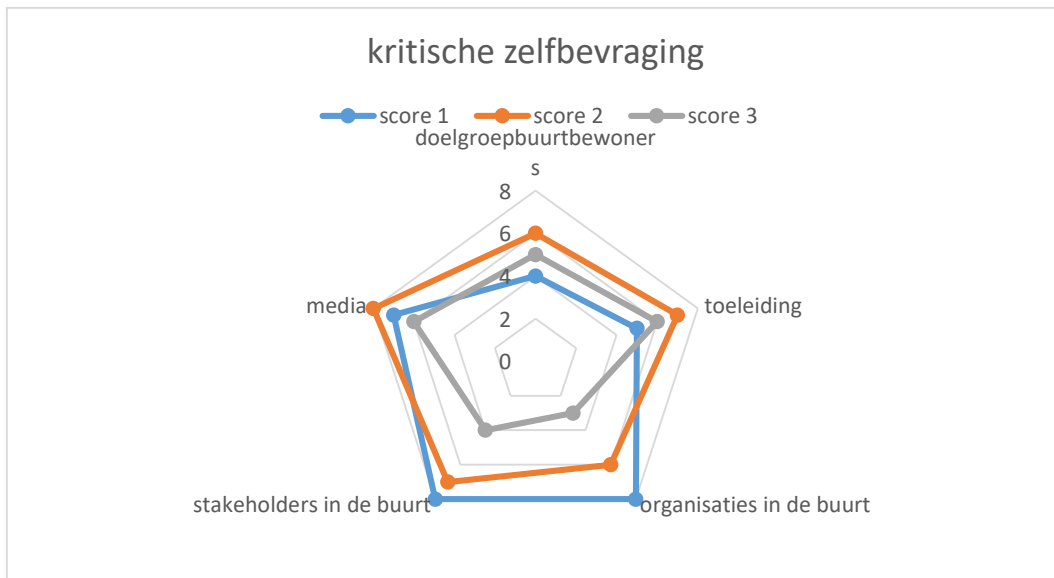 kritische zelfbevraging
score 1 score 2 score 3
doelgroepbuurtbewoner
s
8
6
4
2
0
media
toeleiding
stakeholders in de buurt
organisaties in de buurt